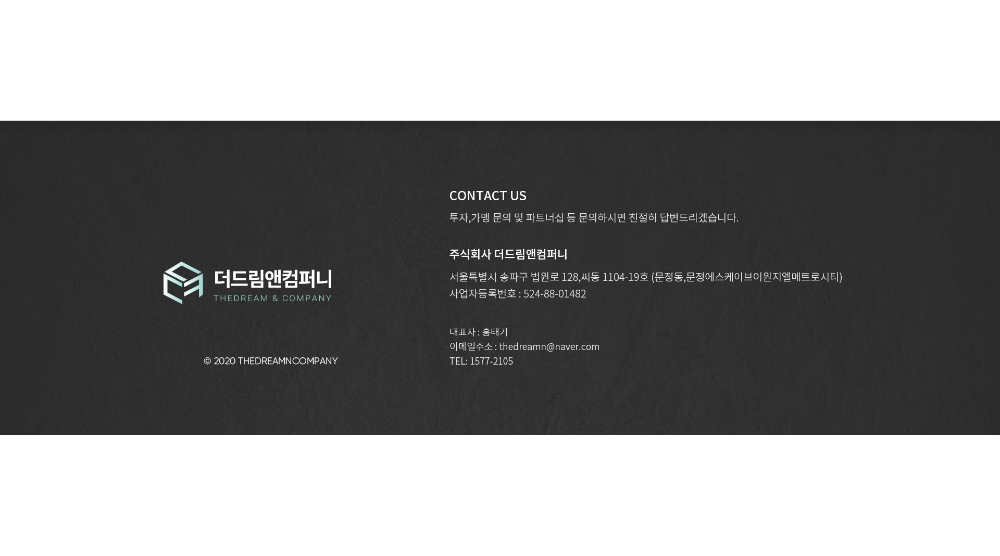 더드림앤컴퍼니
THEDREAM & COMPANY
© 2020 THEDREAMNCOMPANY
CONTACT US
투자,가맹 문의 및 파트너십 등 문의하시면 친절히 답변드리겠습니다.
주식회사 더드림앤컴퍼니
서울특별시 송파구 법원로 128,씨동 1104-19호 (문정동,문정에스케이브이원지엘메트로시티)
사업자등록번호 : 524-88-01482
대표자 : 홍태기
이메일주소 : thedreamn@naver.com
TEL: 1577-2105